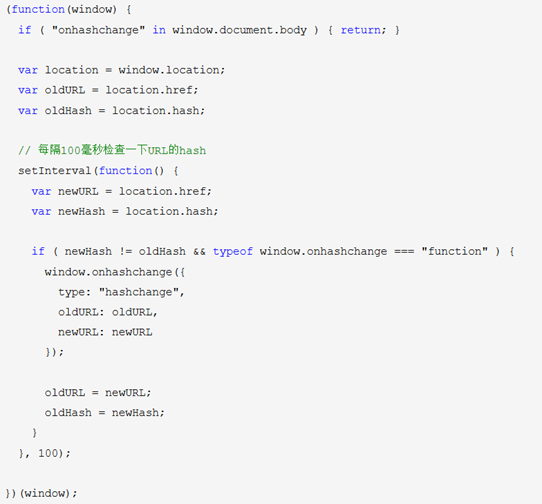 (function(window) {
  if ( "onhashchange" in window.document.body ) { return; }

  var location = window.location;
  var oldURL = location.href;
  var oldHash = location.hash;

  // 每隔100毫秒检查一下URL的hash
  setInterval(function() {
    var newURL = location.href;
    var newHash = location.hash;

    if ( newHash != oldHash && typeof window.onhashchange === "function" ) {
      window.onhashchange({
        type: "hashchange",
        oldURL: oldURL,
        newURL: newURL
      });

      oldURL = newURL;
      oldHash = newHash;
    }
  }, 100);

})(window);